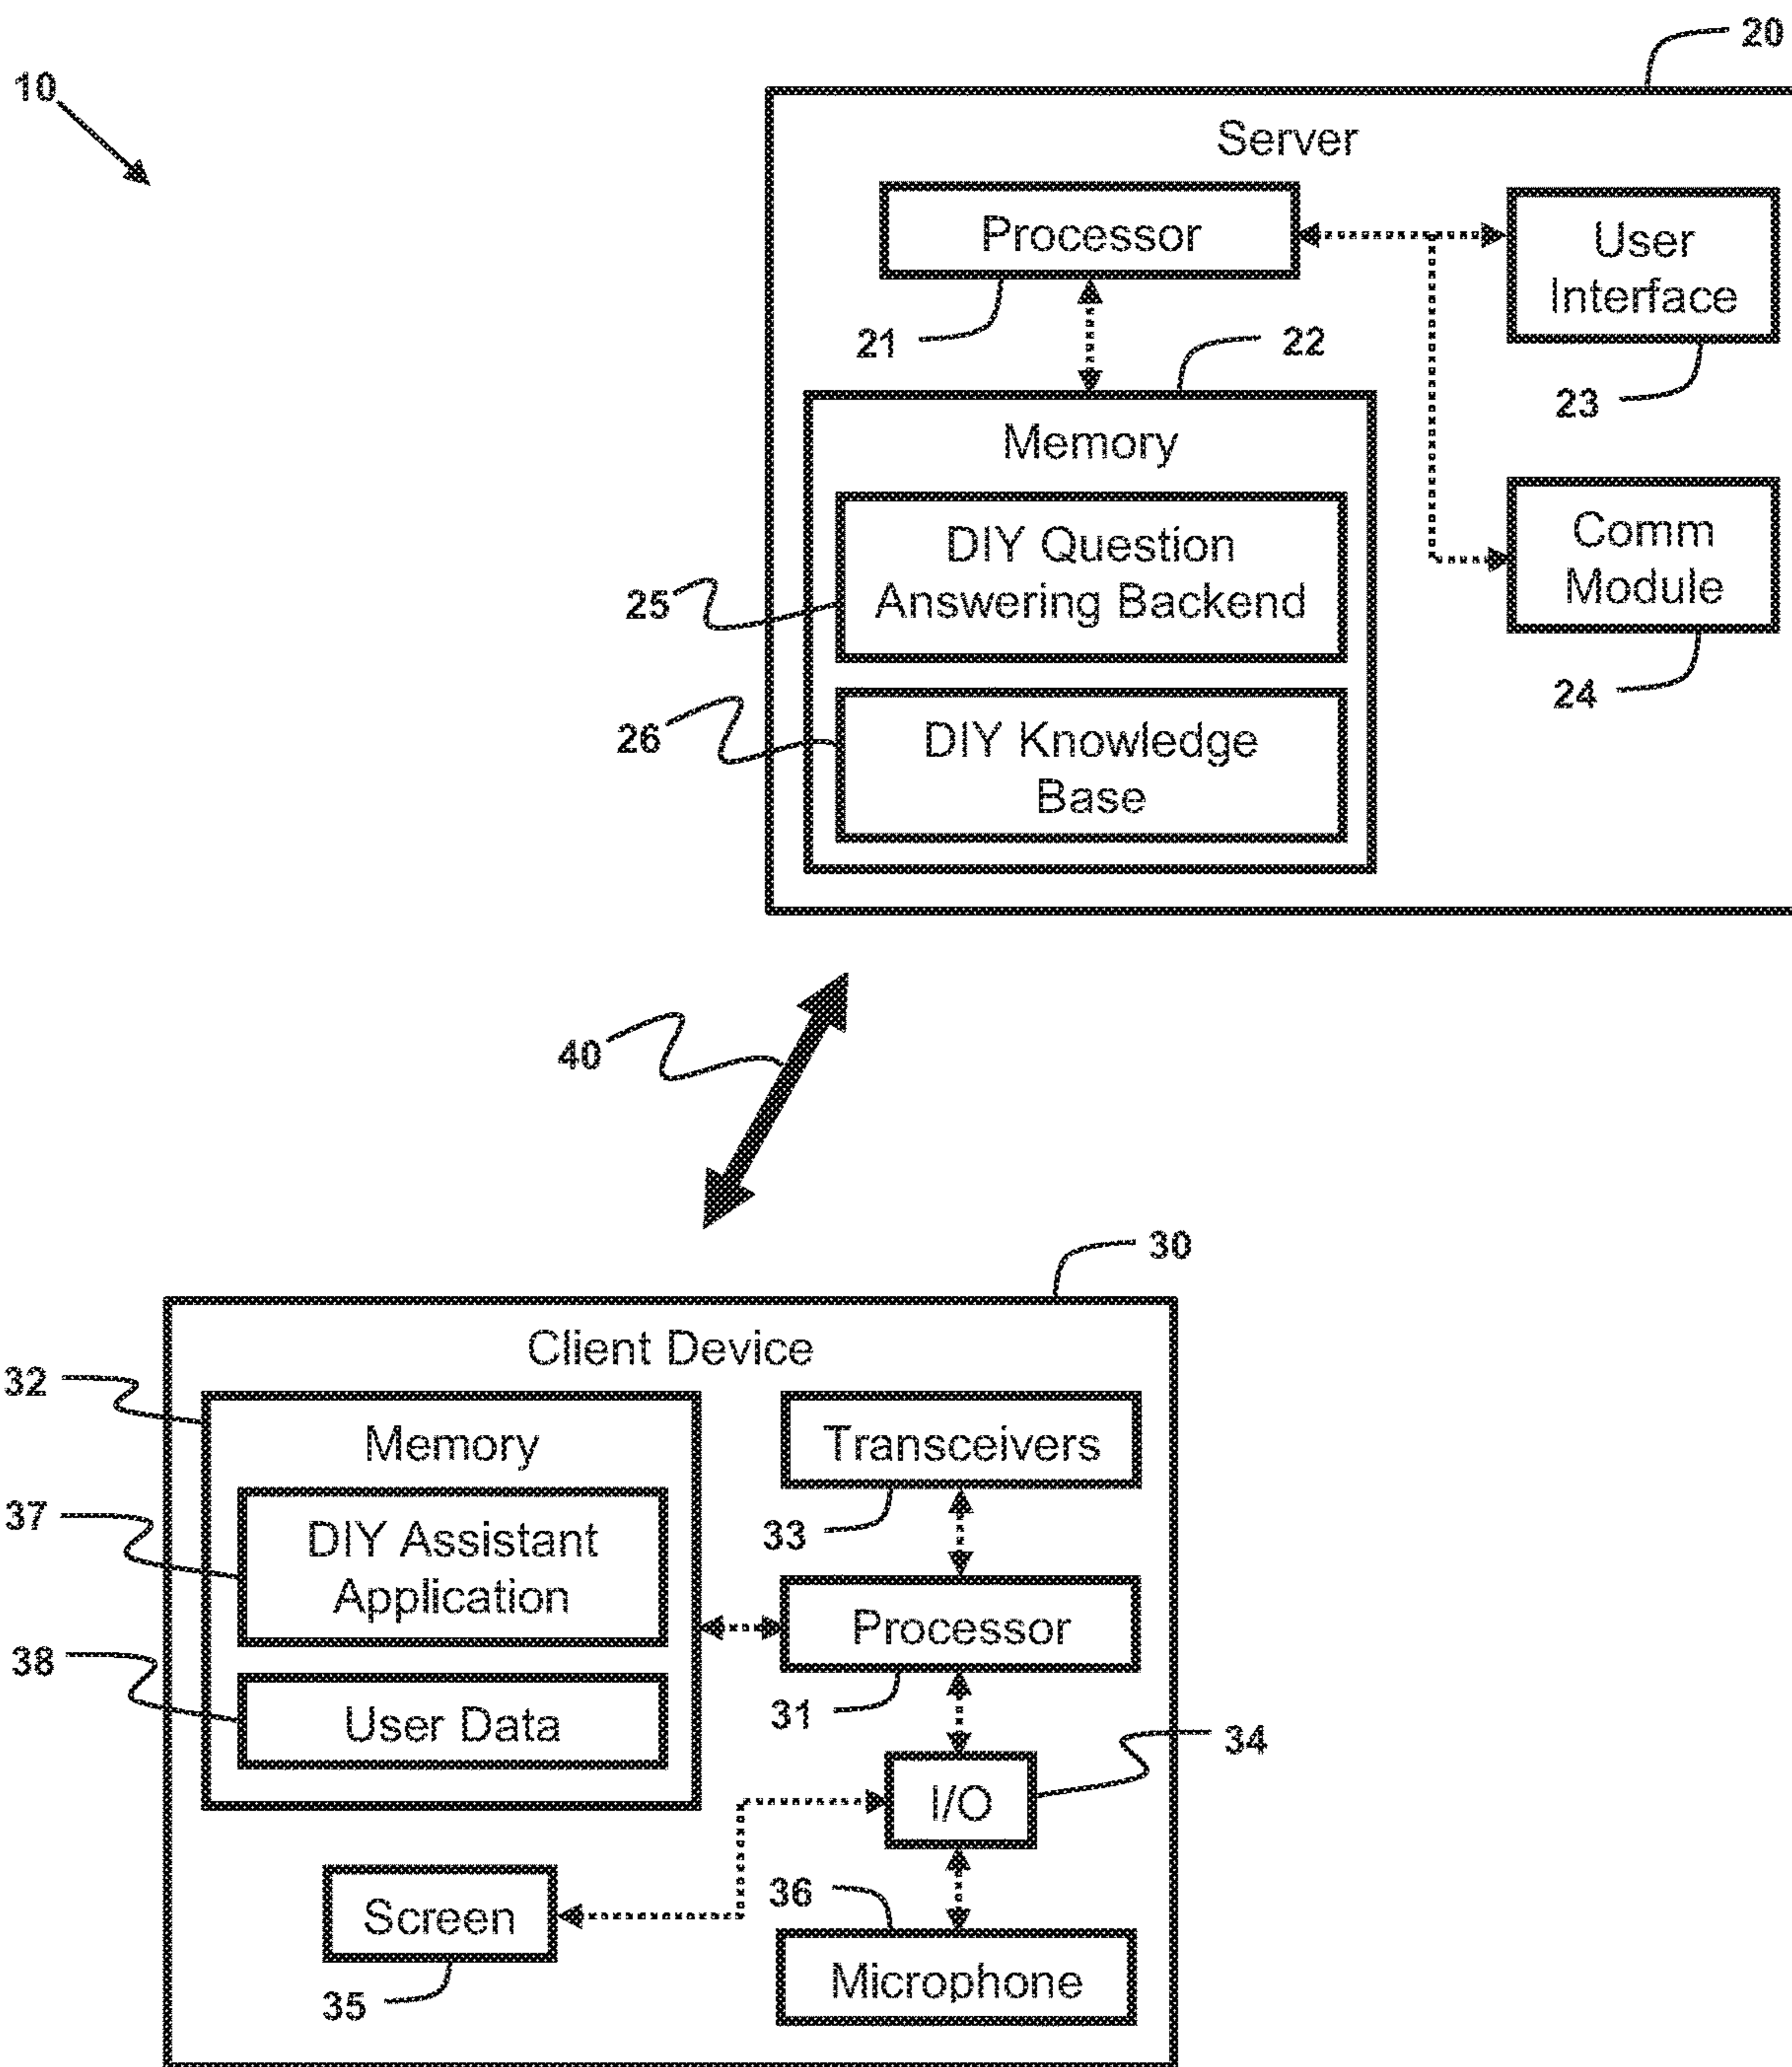 20
10
Server
Processor
User
Interface
21
22
23
Memory
DIY Question
Answering Backend
Comm
Module
25
24
26
DIY Knowledge
Base
40
30
Client Device
32
Memory
Transceivers
37
33
DIY Assistant
Application
Processor
38
31
User Data
34
I/O
36
Screen
Microphone
35